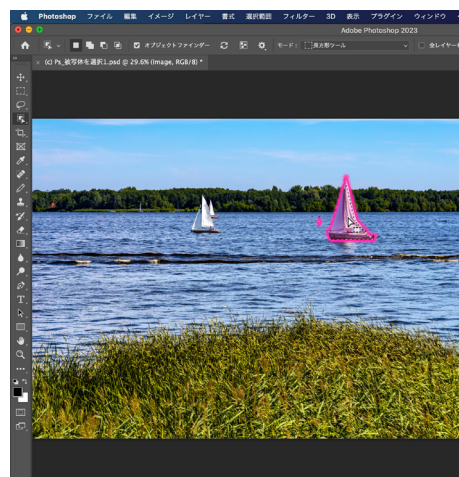 Photoshop ファイル 編集 イメージ レイヤー 書式 選択範囲 フィルター 3D 表示 プラグイン ウィンドウ
Adobe Photoshop 2023
オブジェクトファインダー モード： 長方形ツール 全レイヤー
× (c) Ps_被写体を選択1.psd @ 29.6% (Image, RGB/8) *
T